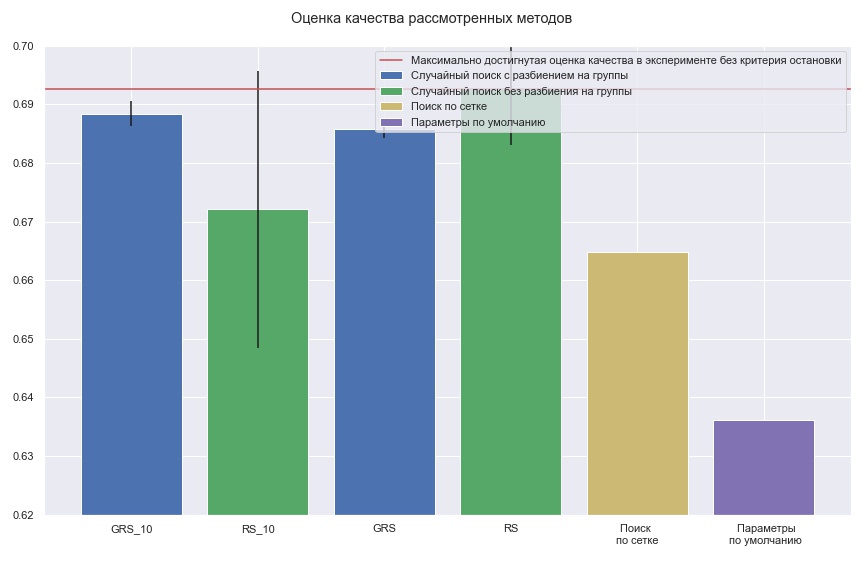 Оценка качества рассмотренных методов
0.70
0.69
0.68
0.67
0.66
0.65
0.64
0.63
0.62
Максимально достигнутая оценка качества в эксперименте без критерия остановки
Случайный поиск с разбиением на группы
Случайный поиск без разбиения на группы
Поиск по сетке
Параметры по умолчанию
GRS_10
RS_10
GRS
RS
Поиск
по сетке
Параметры
по умолчанию